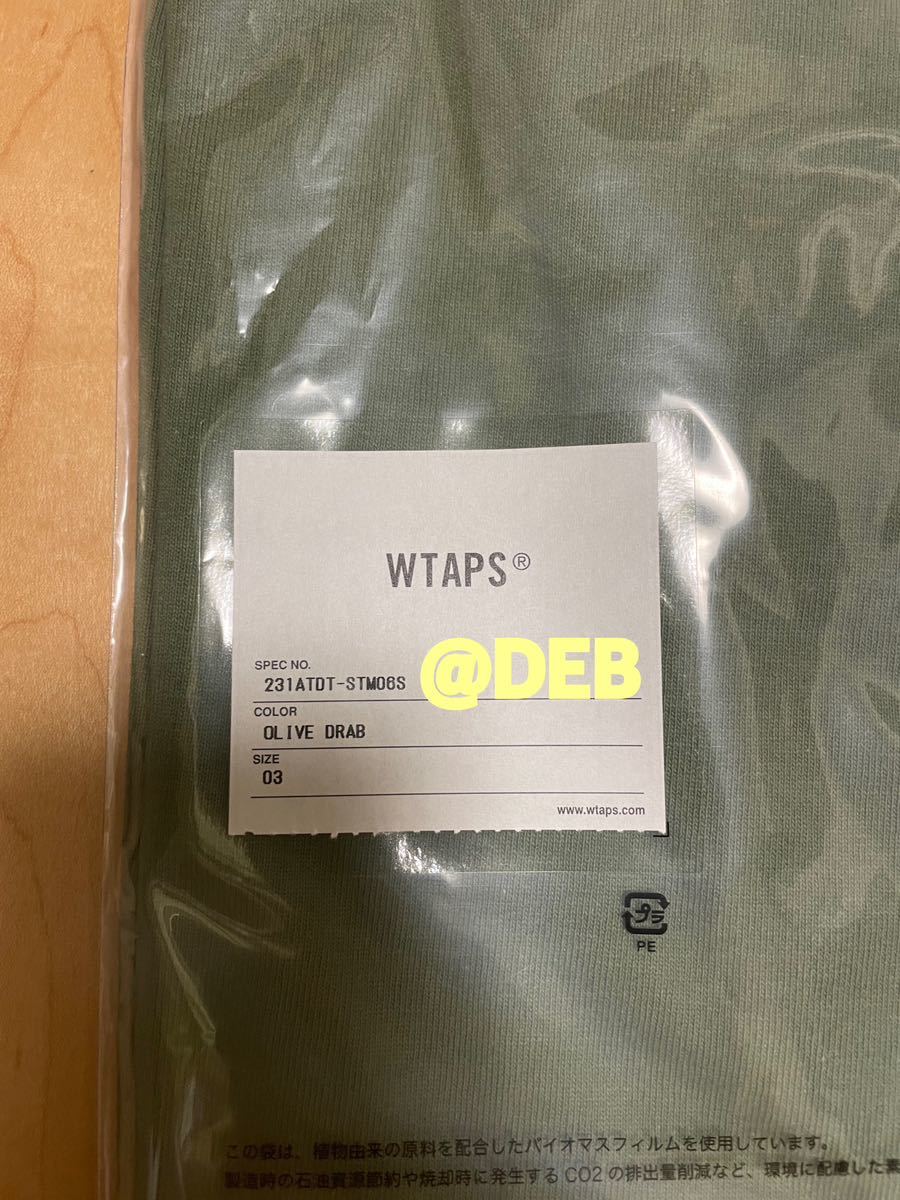 WTAPS®
@DEB
SPEC NO.
231ATDT-STM06S
COLOR
OLIVE DRAB
SIZE
03
www.wtaps.com
プラ
PE
この袋は、植物由来の原料を配合したバイオマスフィルムを使用しています。
製造時の石油資源節約や焼却時に発生するCO2の排出量削減など、環境に配慮した素